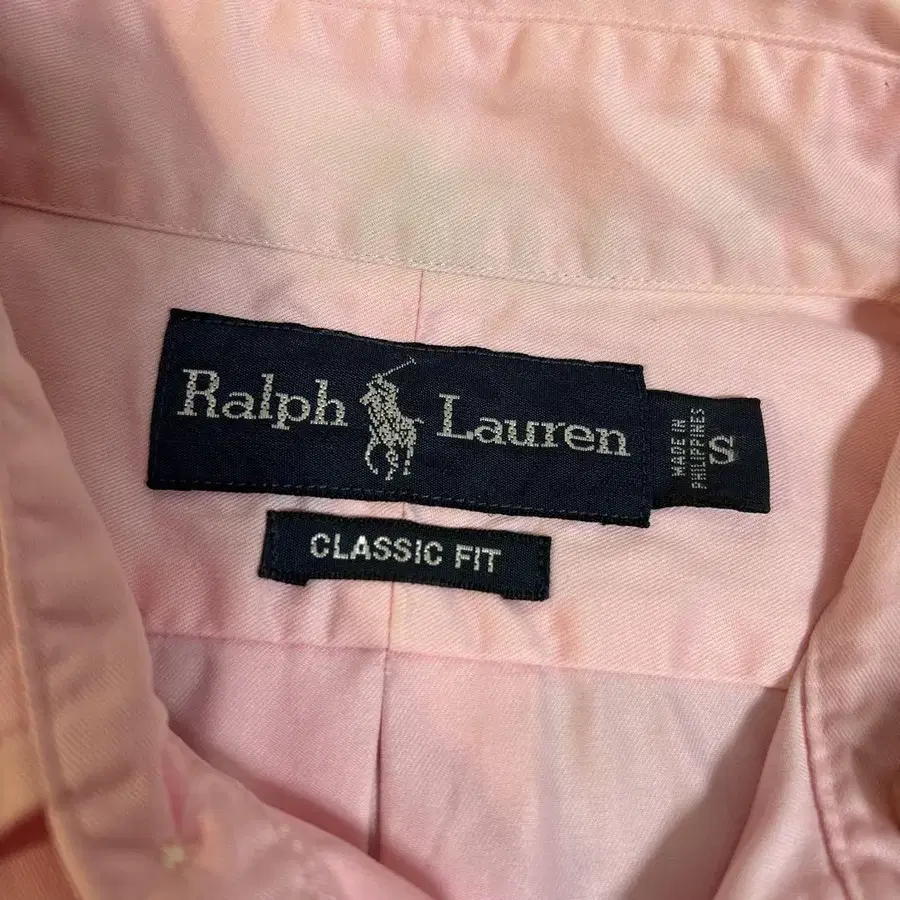 Ralph Lauren
MADE IN
PHILIPPINES
S
CLASSIC FIT